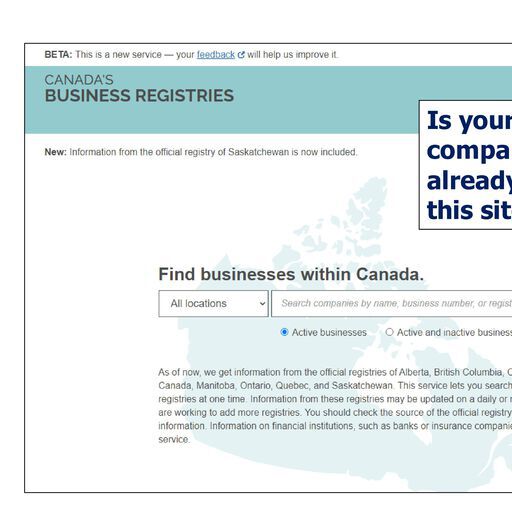 BETA: This is a new service — your feedback will help us improve it.
CANADA'S
BUSINESS REGISTRIES
Is your
already
New: Information from the official registry of Saskatchewan is now included.
Find businesses within Canada.
All locations
Search companies by name, business number, or
Active businesses
Active and inactive
As of now, we get information from the official registries of Alberta, British Columbia,
Canada, Manitoba, Ontario, Quebec, and Saskatchewan. This service lets you search
registries at one time. Information from these registries may be updated on a daily or
are working to add more registries. You should check the source of the official registry
information. Information on financial institutions, such as banks or insurance
service.
this